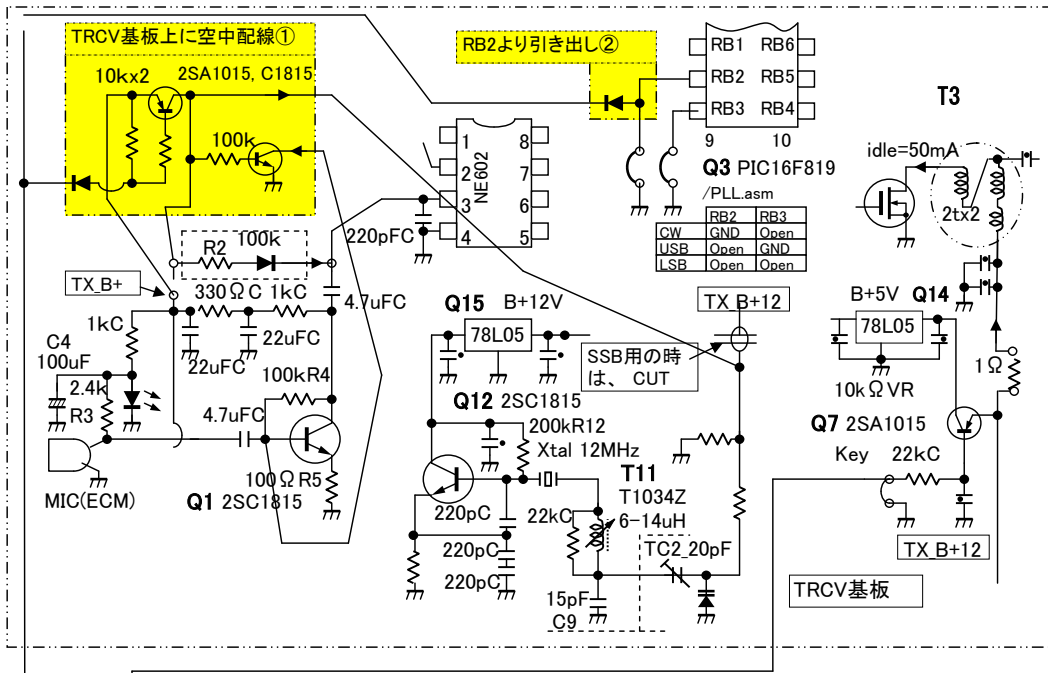 TRCV基板上に空中配線①
10kx2
2SA1015, C1815
100k
RB2より引き出し②
RB1
RB6
RB2
RB5
RB3
RB4
9
10
Q3 PIC16F819
/PLL.asm
RB2 RB3
CW GND Open
USB Open GND
LSB Open Open
T3
idle=50mA
2tx2
1
8
2
7
3
6
4
5
NE602
220pFC
R2
100k
TX_B+
330ΩC
1kC
4.7uFC
1kC
22uFC
22uFC
C4
100uF
2.4k
R3
100kR4
4.7uFC
100ΩR5
MIC(ECM)
Q1 2SC1815
Q15
B+12V
78L05
TX_B+12
SSB用の時
は、 CUT
Q12 2SC1815
200kR12
Xtal 12MHz
T11
T1034Z
6-14uH
220pC
22kC
220pC
220pC
TC2_20pF
15pF
C9
B+5V
Q14
78L05
10kΩVR
1Ω
Q7 2SA1015
Key
22kC
TX_B+12
TRCV基板